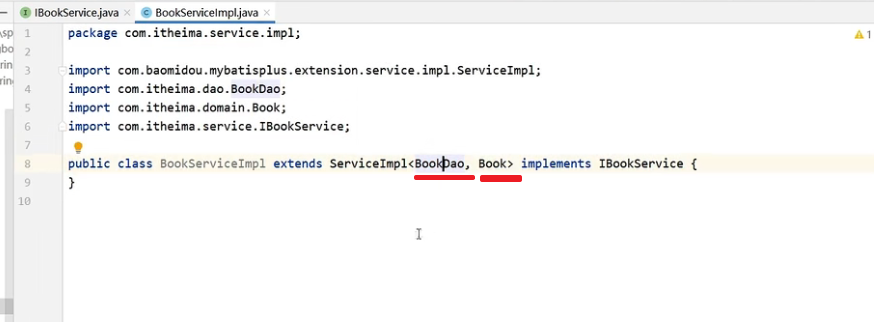 IBookService.java
BookServiceImpl.java
1 package com.itheima.service.impl;
1
2
3 import com.baomidou.mybatisplus.extension.service.impl.ServiceImpl;
4 import com.itheima.dao.BookDao;
5 import com.itheima.domain.Book;
6 import com.itheima.service.IBookService;
7
8 public class BookServiceImpl extends ServiceImpl<BookDao, Book> implements IBookService {
9 }
10